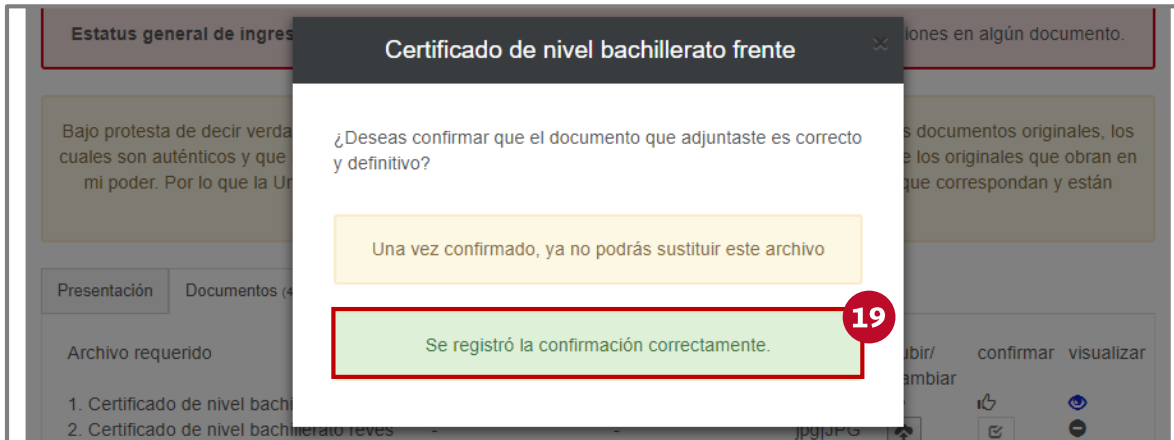 Estatus general de ingres
iones en algún documento.
Certificado de nivel bachillerato frente
×
Bajo protesta de decir verda
s documentos originales, los
cuales son auténticos y que
e los originales que obran en
mi poder. Por lo que la Un
que correspondan y están
¿Deseas confirmar que el documento que adjuntaste es correcto
y definitivo?
Una vez confirmado, ya no podrás sustituir este archivo
19
Se registró la confirmación correctamente.
Presentación Documentos (4
Archivo requerido
ubir/ confirmar visualizar
ambiar
1. Certificado de nivel bachi
2. Certificado de nivel bachillerato reves - - jpg|JPG